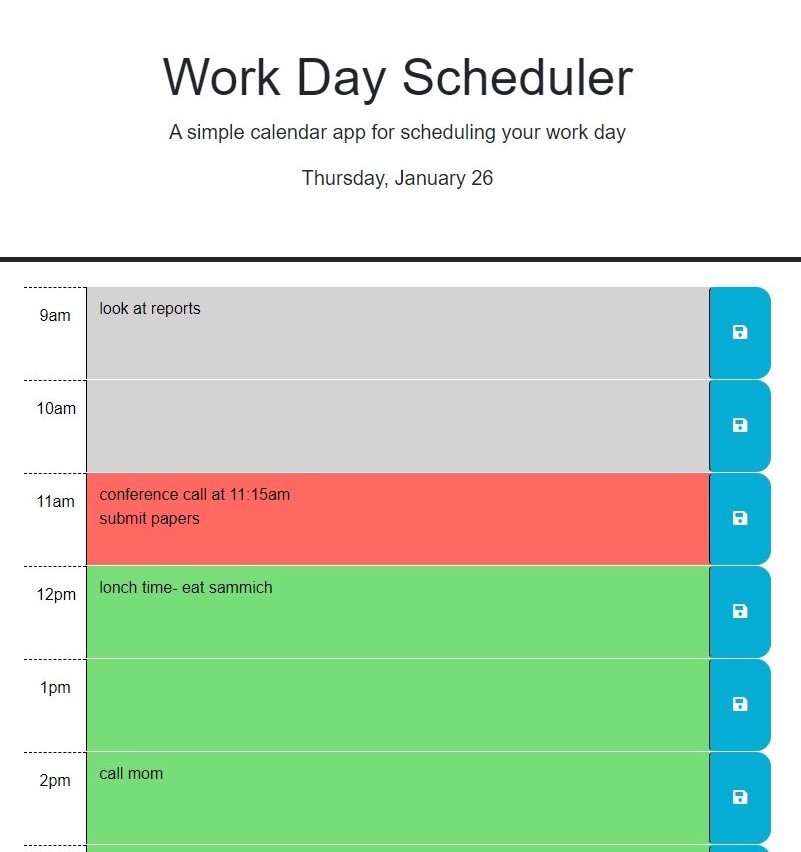 Work Day Scheduler
A simple calendar app for scheduling your work day
Thursday, January 26
9am
look at reports
10am
11am
conference call at 11:15am
submit papers
12pm
lonch time- eat sammich
1pm
2pm
call mom